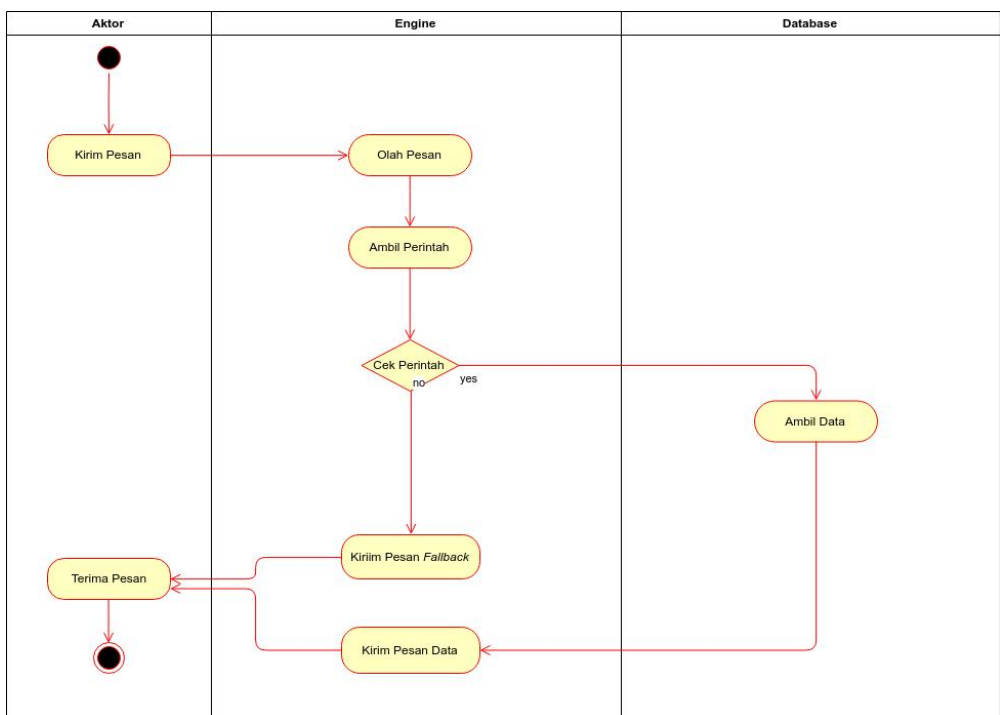 Aktor
Engine
Database
Kirim Pesan
Olah Pesan
Ambil Perintah
Cek Perintah
no
yes
Ambil Data
Kiriim Pesan Fallback
Terima Pesan
Kirim Pesan Data